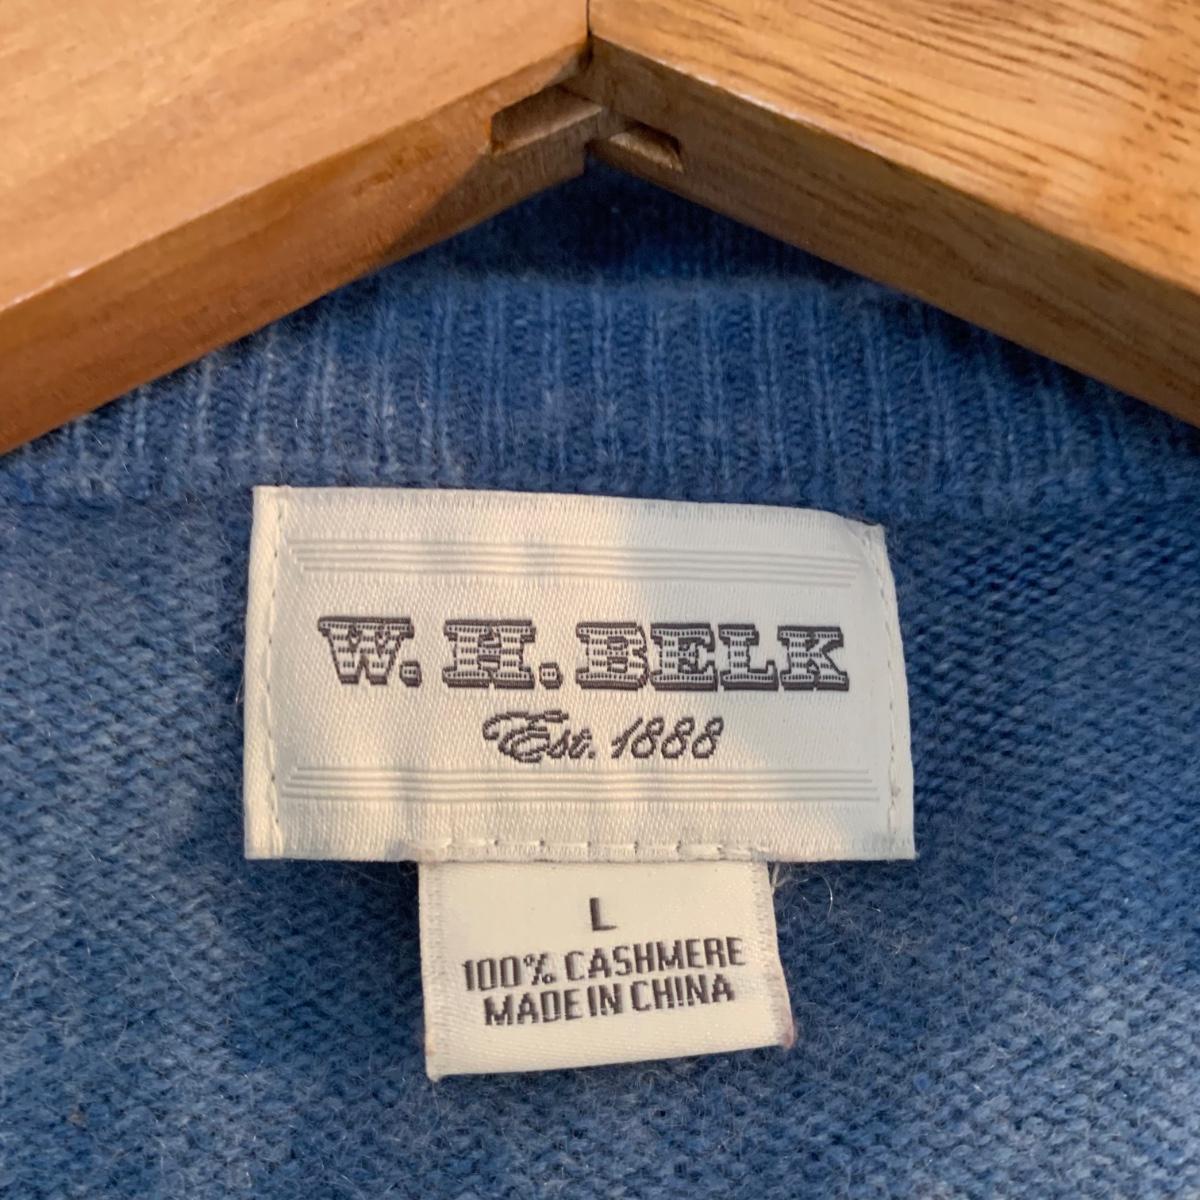 W. H. BELK
Est. 1888
L
100% CASHMERE
MADE IN CHINA